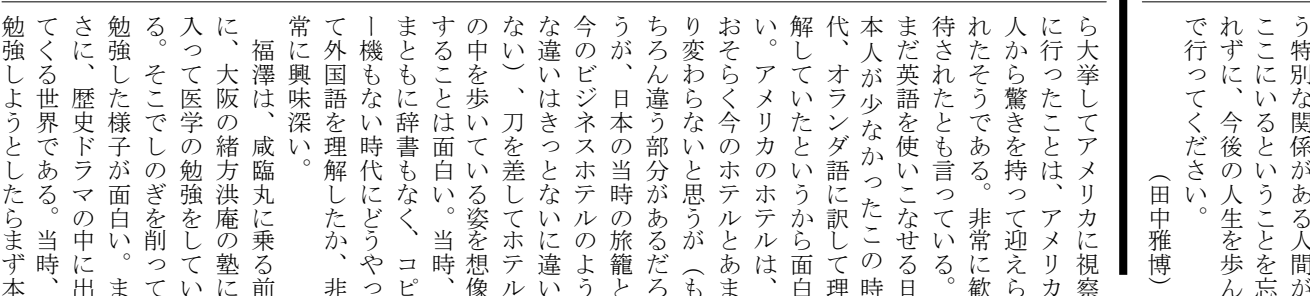 う特別な関係がある人間が
ここにいるということを忘
れずに、今後の人生を歩ん
で行ってください。
（田中雅博）
ら大挙してアメリカに視察
に行ったことは、アメリカ
人から驚きを持って迎えら
れたそうである。非常に歓
待されたとも言っている。
まだ英語を使いこなせる日
本人が少なかったこの時
代、オランダ語に訳して理
解していたというから面白
い。アメリカのホテルは、
おそらく今のホテルとあま
り変わらないと思うが（も
ちろん違う部分があるだろ
うが、日本の当時の旅籠と
今のビジネスホテルのよう
な違いはきっとないに違い
ない）、刀を差してホテル
の中を歩いている姿を想像
することは面白い。当時、
まともに辞書もなく、コピ
ー機もない時代にどうやっ
て外国語を理解したか、非
常に興味深い。
福澤は、咸臨丸に乗る前
に、大阪の緒方洪庵の塾に
入って医学の勉強をしてい
る。そこでしのぎを削って
勉強した様子が面白い。ま
さに、歴史ドラマの中に出
てくる世界である。当時、
勉強しようとしたらまず本